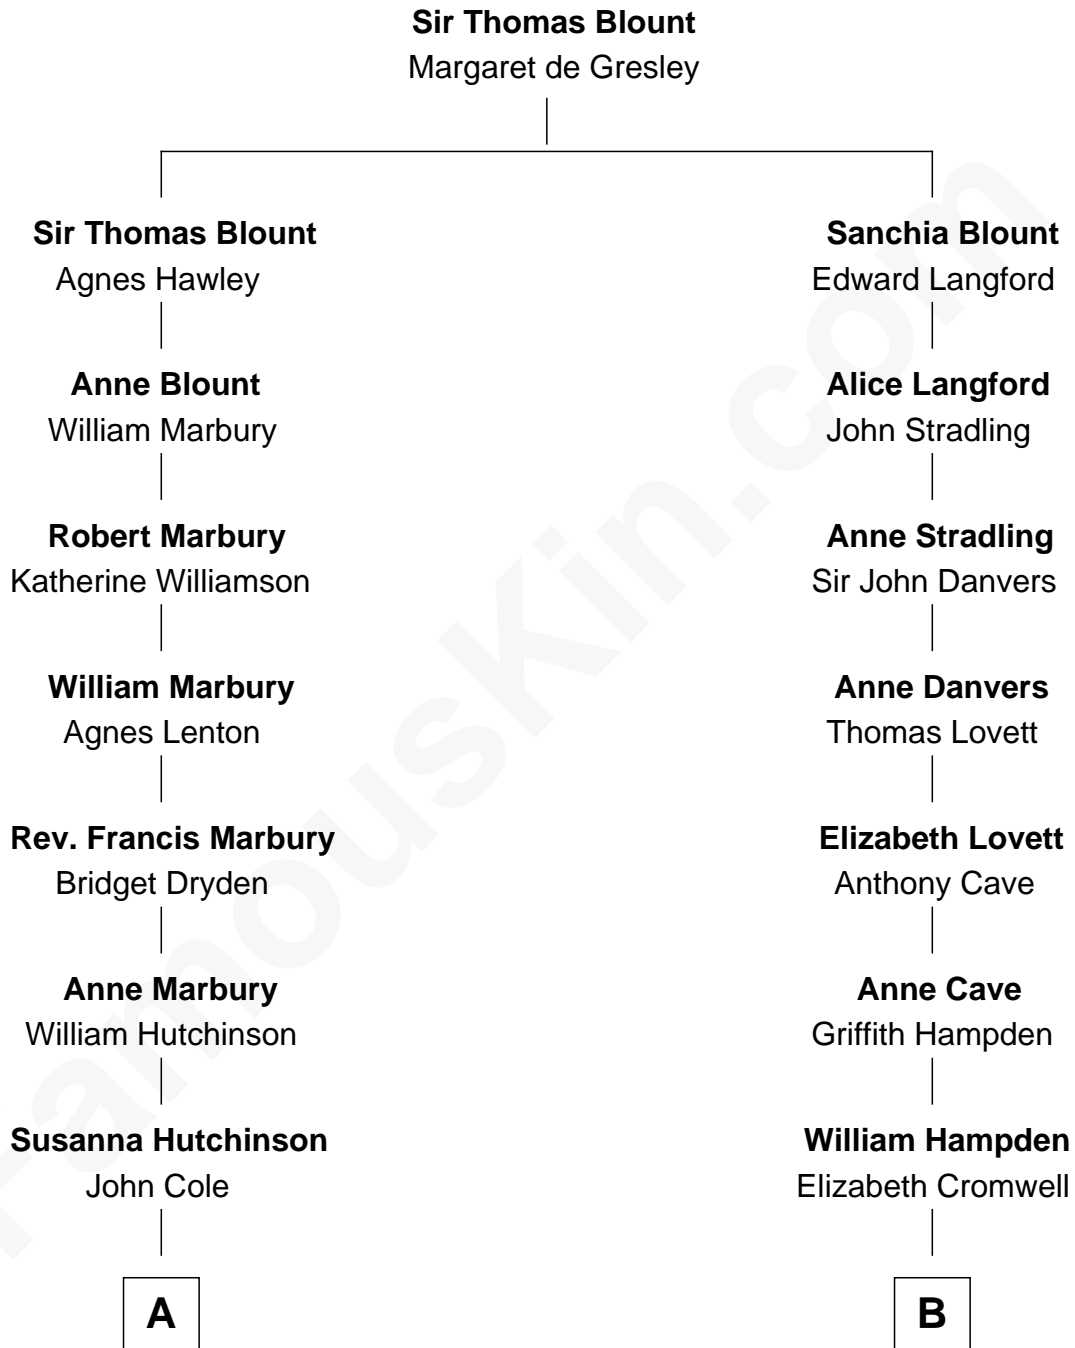 Sir Thomas Blount
Margaret de Gresley
Sir Thomas Blount
Agnes Hawley
Sanchia Blount
Edward Langford
Anne Blount
William Marbury
Alice Langford
John Stradling
Robert Marbury
Katherine Williamson
Anne Stradling
Sir John Danvers
William Marbury
Agnes Lenton
Anne Danvers
Thomas Lovett
Rev. Francis Marbury
Bridget Dryden
Elizabeth Lovett
Anthony Cave
Anne Marbury
William Hutchinson
Anne Cave
Griffith Hampden
Susanna Hutchinson
John Cole
William Hampden
Elizabeth Cromwell
A
B
FamousKin.com